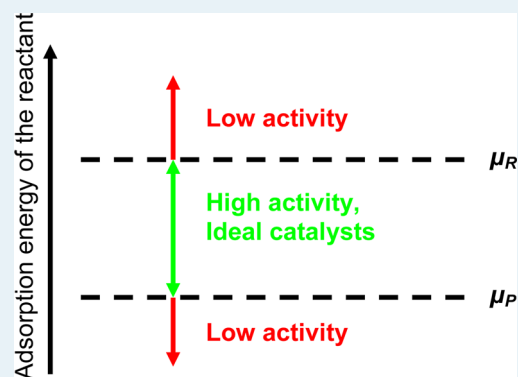 Adsorption energy of the reactant
Low activity
μR
High activity,
Ideal catalysts
μP
Low activity